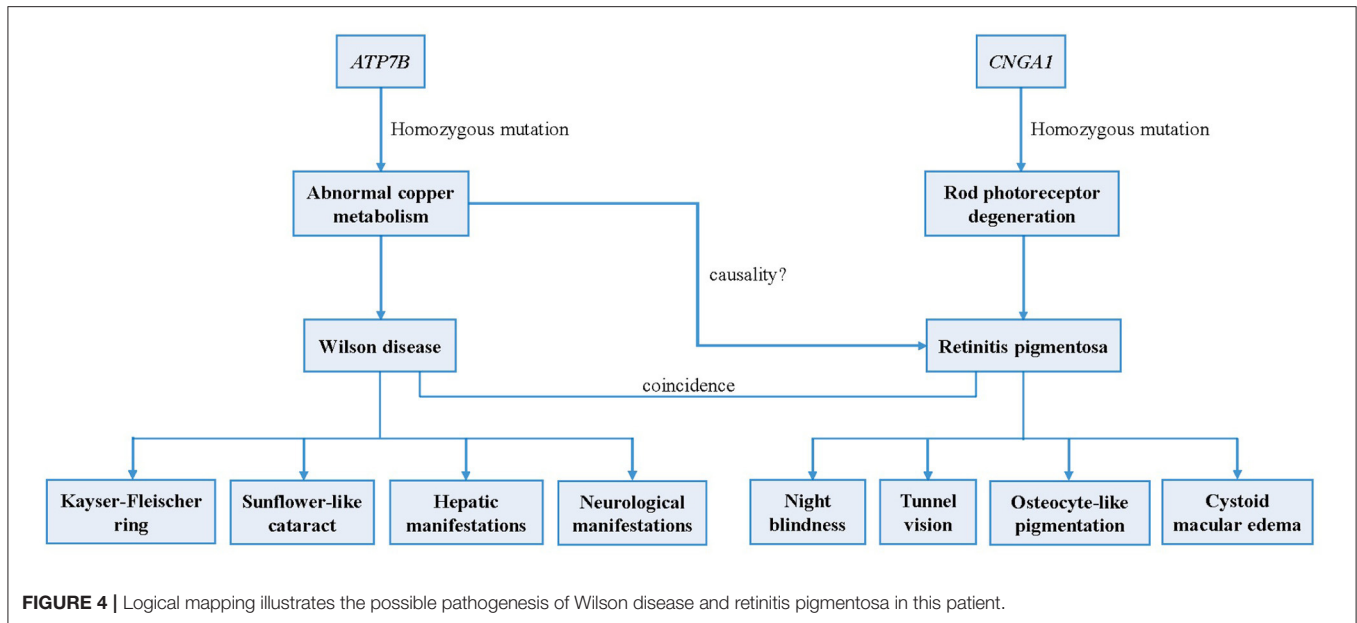 ATP7B
CNGA1
Homozygous mutation
Homozygous mutation
Abnormal copper
metabolism
Rod photoreceptor
degeneration
causality?
Wilson disease
Retinitis pigmentosa
coincidence
Kayser-Fleischer
ring
Sunflower-like
cataract
Hepatic
manifestations
Neurological
manifestations
Night
blindness
Tunnel
vision
Osteocyte-like
pigmentation
Cystoid
macular edema
FIGURE 4 | Logical mapping illustrates the possible pathogenesis of Wilson disease and retinitis pigmentosa in this patient.